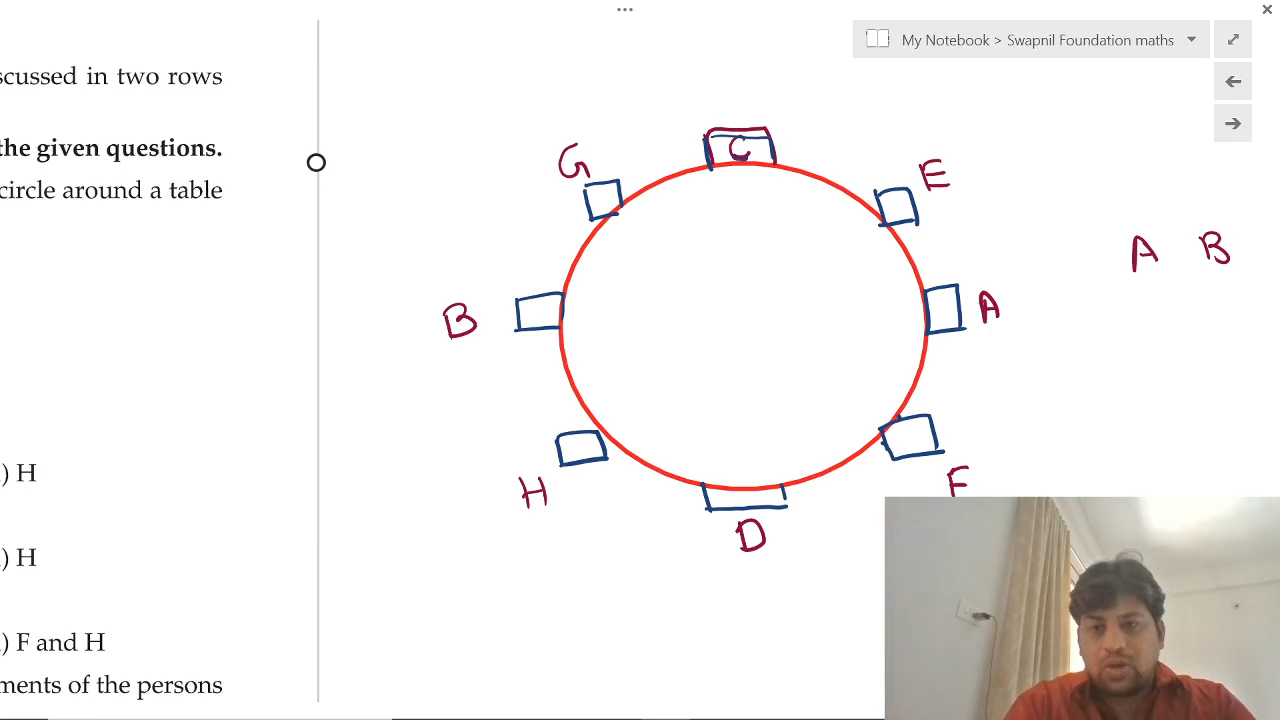 My Notebook > Swapnil Foundation maths
scussed in two rows
the given questions.
circle around a table
) H
) H
) F and H
ments of the persons
C
G
E
A B
B
A
H
F
D